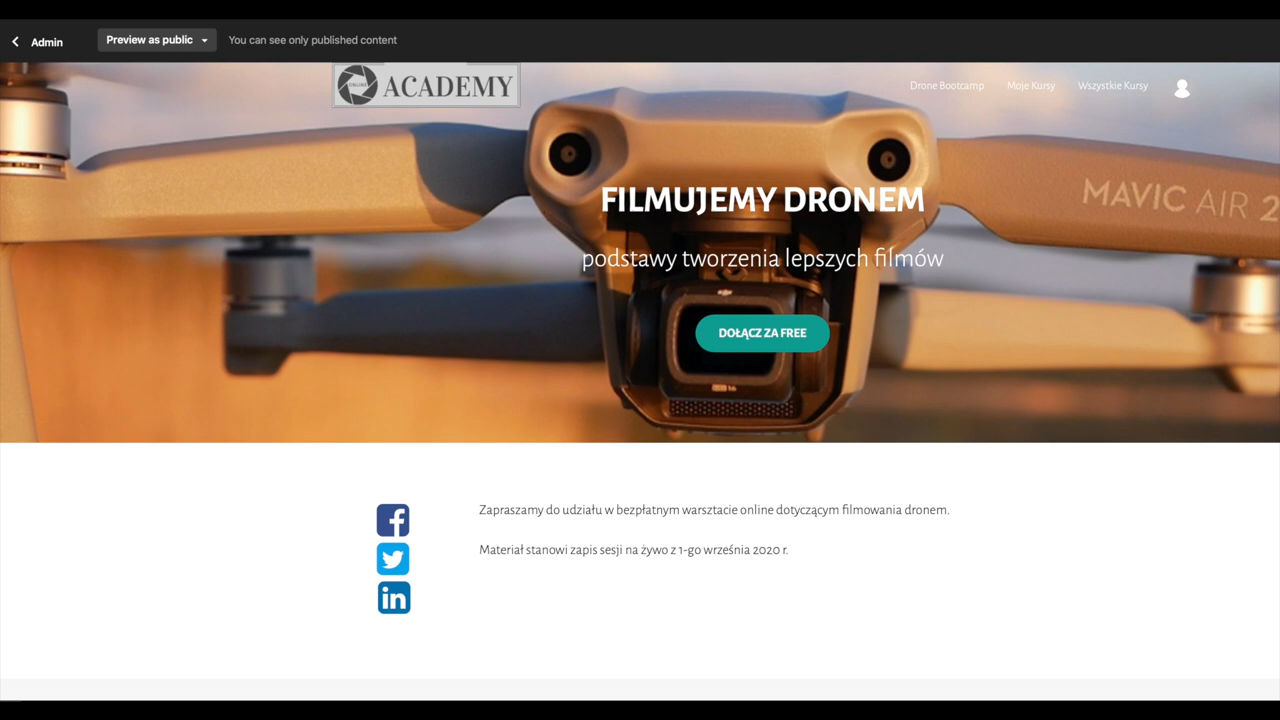 Admin
Preview as public
You can see only published content
ONLINE ACADEMY
Drone Bootcamp
Moje Kursy
Wszystkie Kursy
MAVIC AIR 2
FILMUJEMY DRONEM
podstawy tworzenia lepszych filmów
dji
DOŁĄCZ ZA FREE
Zapraszamy do udziału w bezpłatnym warsztacie online dotyczącym filmowania dronem.
Materiał stanowi zapis sesji na żywo z 1-go września 2020 r.